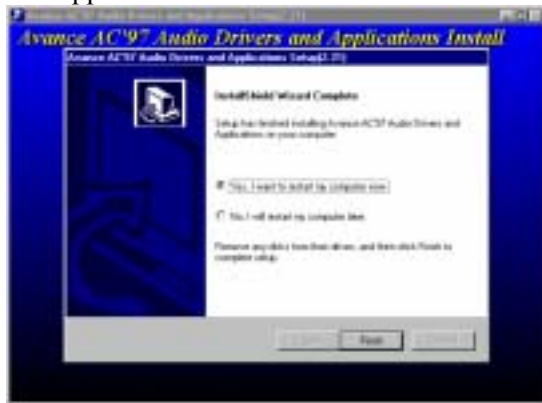 Avance AC'97 Audio Drivers and Applications Install
Avance AC'97 Audio Drivers and Applications Setup(2.21)
InstallShield Wizard Complete
Setup has finished installing Avance AC'97 Audio Drivers and
Applications on your computer.
Yes, I want to restart my computer now.
No, I will restart my computer later.
Remove any disks from their drives, and then click Finish to
complete setup.
Finish